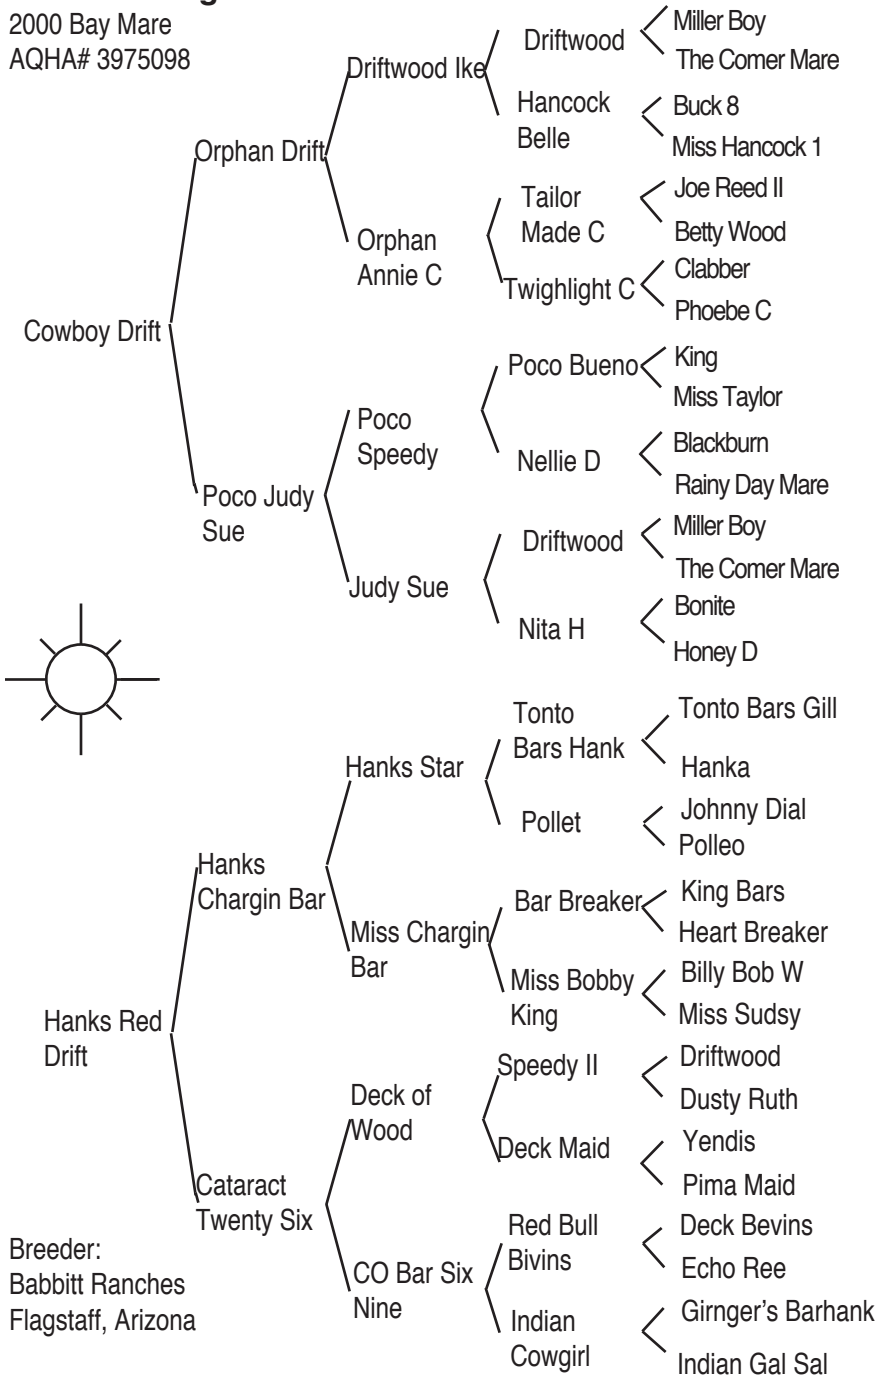 2000 Bay Mare
AQHA# 3975098
Cowboy Drift
Orphan Drift
Driftwood Ike
Driftwood
Miller Boy
The Comer Mare
Hancock
Belle
Buck 8
Miss Hancock 1
Orphan
Annie C
Tailor
Made C
Joe Reed II
Betty Wood
Twighlight C
Clabber
Phoebe C
Poco Judy
Sue
Poco
Speedy
Poco Bueno
King
Miss Taylor
Nellie D
Blackburn
Rainy Day Mare
Judy Sue
Driftwood
Miller Boy
The Comer Mare
Nita H
Bonite
Honey D
Hanks Red
Drift
Hanks
Chargin Bar
Hanks Star
Tonto
Bars Hank
Tonto Bars Gill
Hanka
Pollet
Johnny Dial
Polleo
Miss Chargin
Bar
Bar Breaker
King Bars
Heart Breaker
Miss Bobby
King
Billy Bob W
Miss Sudsy
Cataract
Twenty Six
Deck of
Wood
Speedy II
Driftwood
Dusty Ruth
Deck Maid
Yendis
Pima Maid
CO Bar Six
Nine
Red Bull
Bivins
Deck Bevins
Echo Ree
Indian
Cowgirl
Girnger's Barhank
Indian Gal Sal
Breeder:
Babbitt Ranches
Flagstaff, Arizona